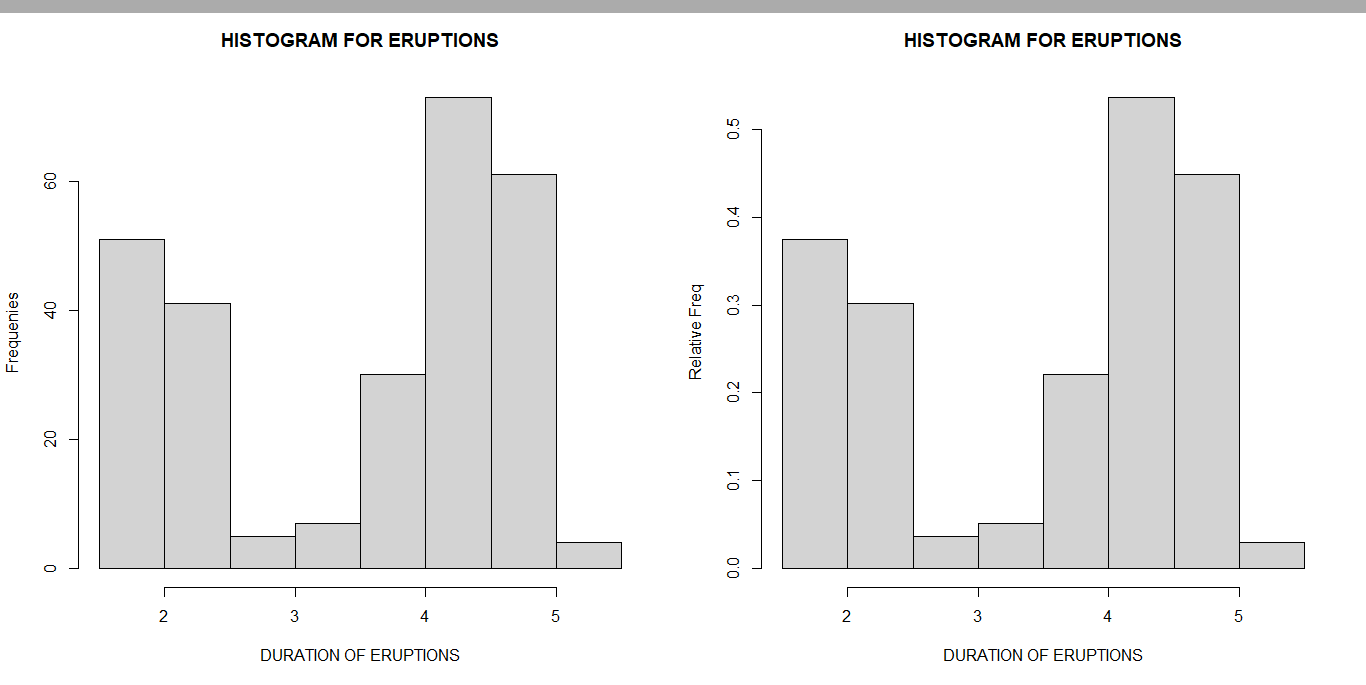 HISTOGRAM FOR ERUPTIONS
Frequenies
60
40
20
0
2 3 4 5
DURATION OF ERUPTIONS
HISTOGRAM FOR ERUPTIONS
Relative Freq
0.5
0.4
0.3
0.2
0.1
0.0
2 3 4 5
DURATION OF ERUPTIONS